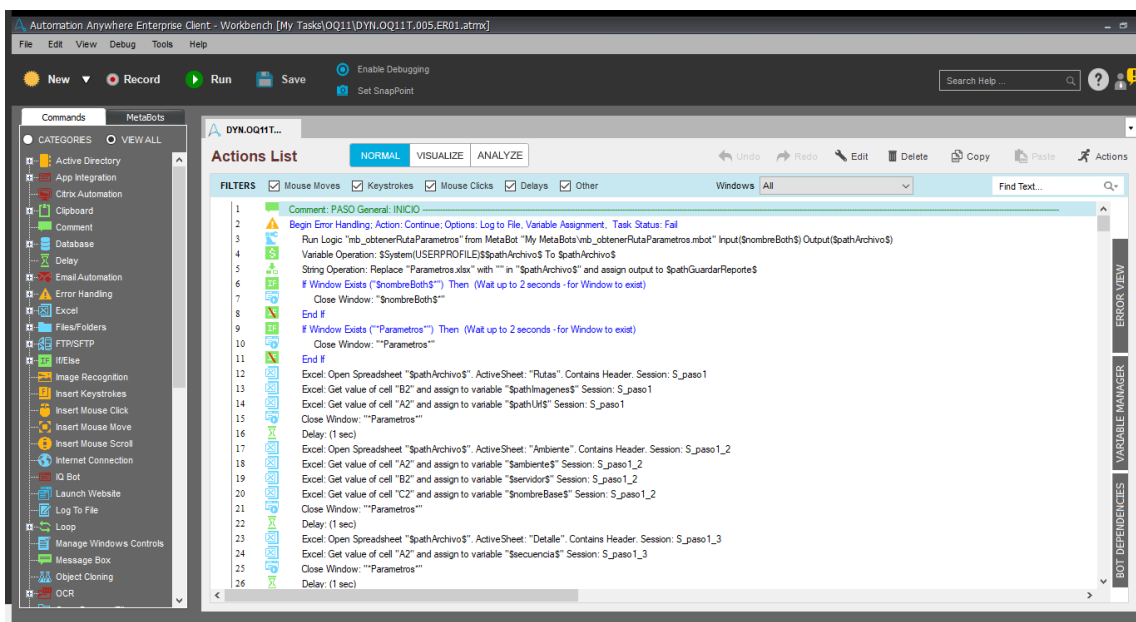 Automation Anywhere Enterprise Client - Workbench [My Tasks\OQ11\DYN.OQ11T.005.ER01.atmx]
File Edit View Debug Tools Help
New Record Run Save
Enable Debugging
Set SnapPoint
Search Help ...
Commands MetaBots
CATEGORIES VIEW ALL
Active Directory
App Integration
Citrix Automation
Clipboard
Comment
Database
Delay
Email Automation
Error Handling
Excel
Files/Folders
FTP/SFTP
If/Else
Image Recognition
Insert Keystrokes
Insert Mouse Click
Insert Mouse Move
Insert Mouse Scroll
Internet Connection
IQ Bot
Launch Website
Log To File
Loop
Manage Windows Controls
Message Box
Object Cloning
OCR
DYN.OQ11T...
Actions List NORMAL VISUALIZE ANALYZE Undo Redo Edit Delete Copy Paste Actions
FILTERS Mouse Moves Keystrokes Mouse Clicks Delays Other Windows All Find Text...
1 Comment: PASO General: INICIO
2 Begin Error Handling; Action: Continue; Options: Log to File, Variable Assignment, Task Status: Fail
3 Run Logic "mb_obtenerRutaParametros" from MetaBot "My MetaBots\mb_obtenerRutaParametros.mbot" Input($nombreBoth$) Output($pathArchivo$)
4 Variable Operation: $System(USERPROFILE)$$pathArchivo$ To $pathArchivo$
5 String Operation: Replace "Parametros.xlsx" with "" in "$pathArchivo$" and assign output to $pathGuardarReporte$
6 If Window Exists ("$nombreBoth$*") Then (Wait up to 2 seconds - for Window to exist)
7 Close Window: "$nombreBoth$*"
8 End If
9 If Window Exists ("*Parametros*") Then (Wait up to 2 seconds - for Window to exist)
10 Close Window: "*Parametros*"
11 End If
12 Excel: Open Spreadsheet "$pathArchivo$". ActiveSheet: "Rutas". Contains Header. Session: S_paso1
13 Excel: Get value of cell "B2" and assign to variable "$pathImagenes$" Session: S_paso1
14 Excel: Get value of cell "A2" and assign to variable "$pathUrl$" Session: S_paso1
15 Close Window: "*Parametros*"
16 Delay: (1 sec)
17 Excel: Open Spreadsheet "$pathArchivo$". ActiveSheet: "Ambiente". Contains Header. Session: S_paso1_2
18 Excel: Get value of cell "A2" and assign to variable "$ambiente$" Session: S_paso1_2
19 Excel: Get value of cell "B2" and assign to variable "$servidor$" Session: S_paso1_2
20 Excel: Get value of cell "C2" and assign to variable "$nombreBase$" Session: S_paso1_2
21 Close Window: "*Parametros*"
22 Delay: (1 sec)
23 Excel: Open Spreadsheet "$pathArchivo$". ActiveSheet: "Detalle". Contains Header. Session: S_paso1_3
24 Excel: Get value of cell "A2" and assign to variable "$secuencia$" Session: S_paso1_3
25 Close Window: "*Parametros*"
26 Delay: (1 sec)
ERROR VIEW
VARIABLE MANAGER
BOT DEPENDENCIES